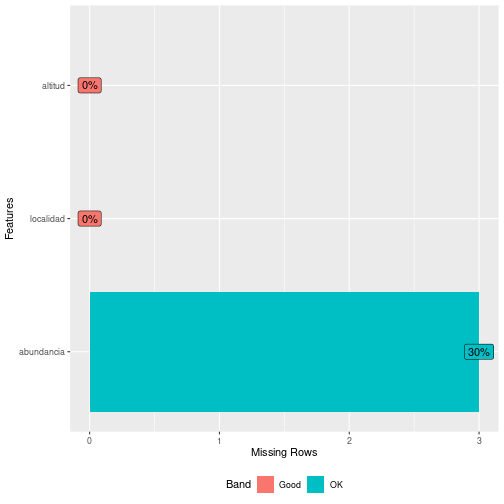 altitud
0%
localidad
0%
abundancia
30%
Features
0 1 2 3
Missing Rows
Band Good OK